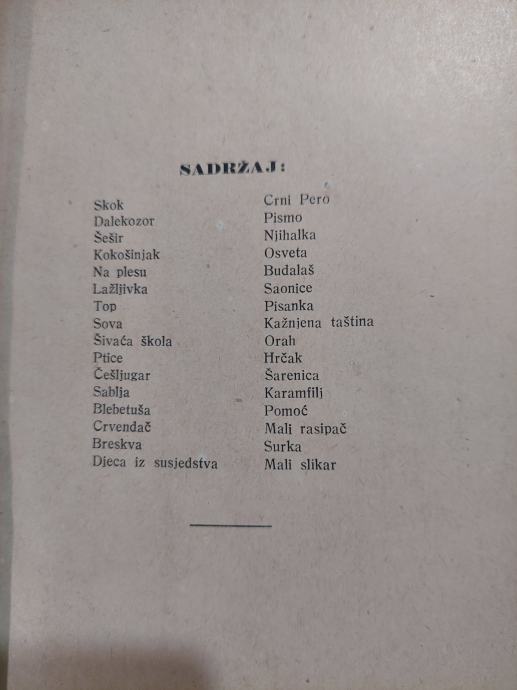 SADRŽAJ:
Skok
Dalekozor
Šešir
Kokošinjak
Na plesu
Lažljivka
Top
Sova
Šivaća škola
Ptice
Češljugar
Sablja
Blebetuša
Crvendač
Breskva
Djeca iz susjedstva
Crni Pero
Pismo
Njihalka
Osveta
Budalaš
Saonice
Pisanka
Kažnjena taština
Orah
Hrčak
Šarenica
Karamfilj
Pomoć
Mali rasipač
Surka
Mali slikar